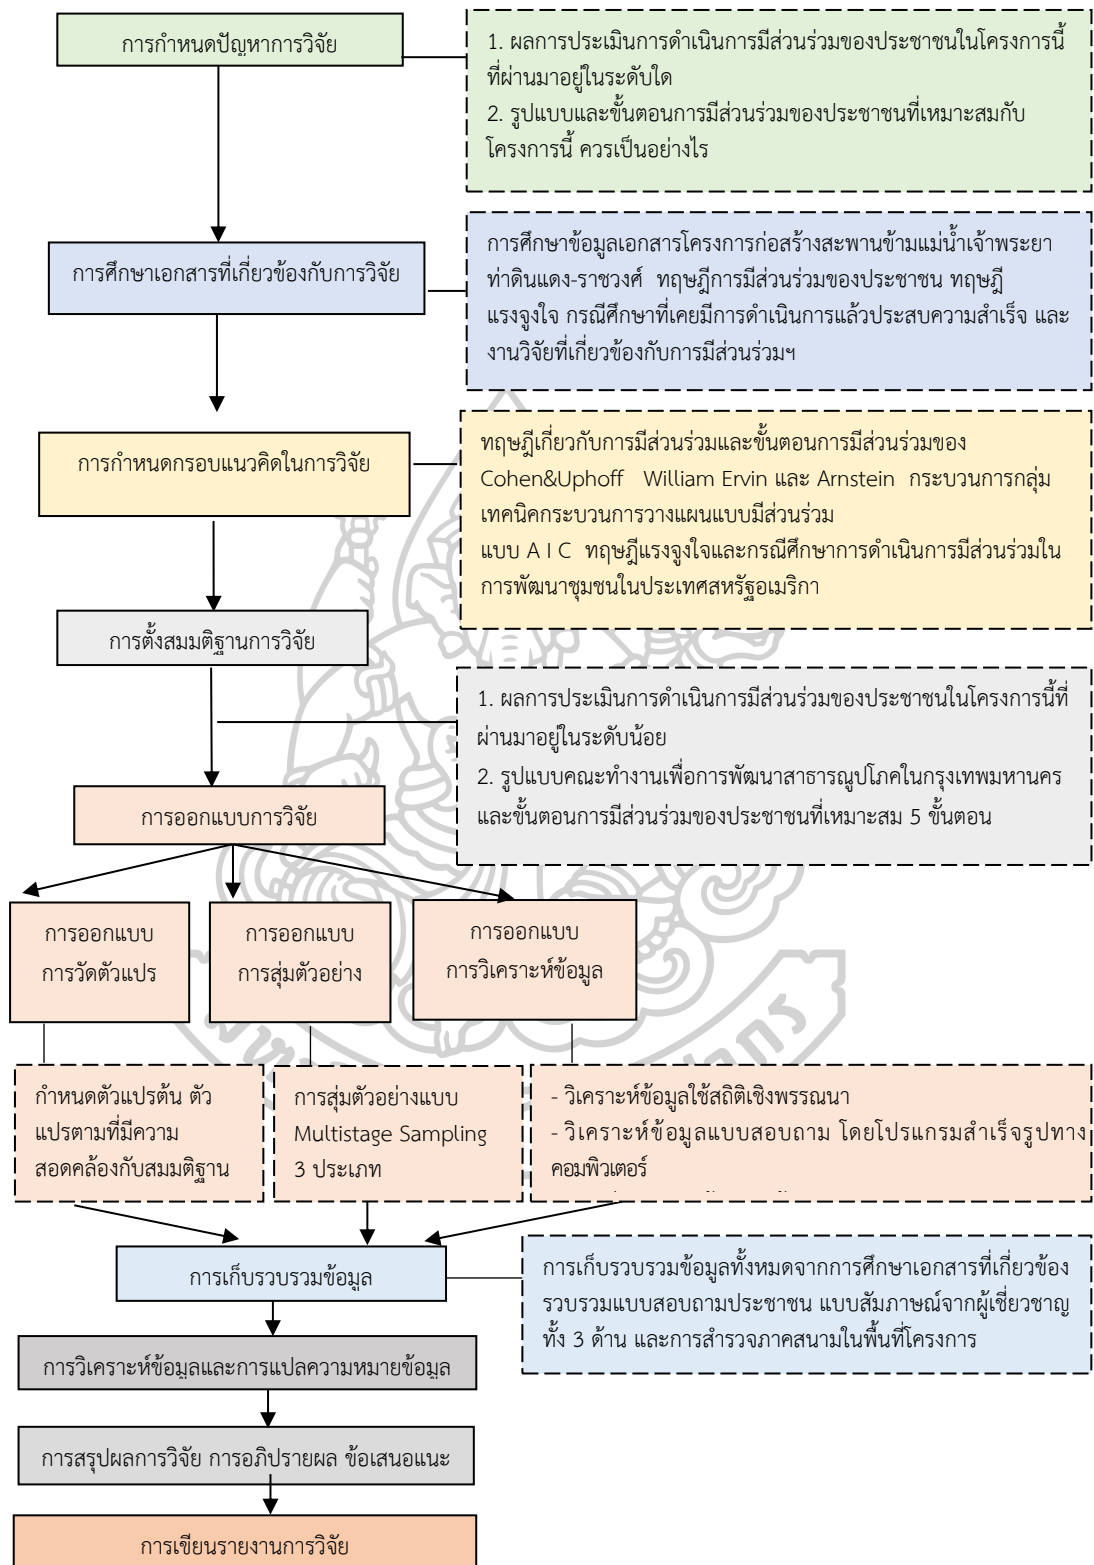 การกำหนดปัญหาการวิจัย
1. ผลการประเมินการดำเนินการมีส่วนร่วมของประชาชนในโครงการนี้
ที่ผ่านมาอยู่ในระดับใด
2. รูปแบบและขั้นตอนการมีส่วนร่วมของประชาชนที่เหมาะสมกับ
โครงการนี้ ควรเป็นอย่างไร
การศึกษาเอกสารที่เกี่ยวข้องกับการวิจัย
การศึกษาข้อมูลเอกสารโครงการก่อสร้างสะพานข้ามแม่น้ำเจ้าพระยา
ท่าดินแดง-ราชวงศ์ ทฤษฎีการมีส่วนร่วมของประชาชน ทฤษฎี
แรงจูงใจ กรณีศึกษาที่เคยมีการดำเนินการแล้วประสบความสำเร็จ และ
งานวิจัยที่เกี่ยวข้องกับการมีส่วนร่วมฯ
การกำหนดกรอบแนวคิดในการวิจัย
ทฤษฎีเกี่ยวกับการมีส่วนร่วมและขั้นตอนการมีส่วนร่วมของ
Cohen&Uphoff William Ervin และ Arnstein กระบวนการกลุ่ม
เทคนิคกระบวนการวางแผนแบบมีส่วนร่วม
แบบ A I C ทฤษฎีแรงจูงใจและกรณีศึกษาการดำเนินการมีส่วนร่วมใน
การพัฒนาชุมชนในประเทศสหรัฐอเมริกา
การตั้งสมมติฐานการวิจัย
1. ผลการประเมินการดำเนินการมีส่วนร่วมของประชาชนในโครงการนี้ที่
ผ่านมาอยู่ในระดับน้อย
2. รูปแบบคณะทำงานเพื่อการพัฒนาสาธารณูปโภคในกรุงเทพมหานคร
และขั้นตอนการมีส่วนร่วมของประชาชนที่เหมาะสม 5 ขั้นตอน
การออกแบบการวิจัย
การออกแบบ
การวัดตัวแปร
การออกแบบ
การสุ่มตัวอย่าง
การออกแบบ
การวิเคราะห์ข้อมูล
กำหนดตัวแปรต้น ตัว
แปรตามที่มีความ
สอดคล้องกับสมมติฐาน
การสุ่มตัวอย่างแบบ
Multistage Sampling
3 ประเภท
- วิเคราะห์ข้อมูลใช้สถิติเชิงพรรณนา
- วิเคราะห์ข้อมูลแบบสอบถาม โดยโปรแกรมสำเร็จรูปทาง
คอมพิวเตอร์
การเก็บรวบรวมข้อมูล
การเก็บรวบรวมข้อมูลทั้งหมดจากการศึกษาเอกสารที่เกี่ยวข้อง
รวบรวมแบบสอบถามประชาชน แบบสัมภาษณ์จากผู้เชี่ยวชาญ
ทั้ง 3 ด้าน และการสำรวจภาคสนามในพื้นที่โครงการ
การวิเคราะห์ข้อมูลและการแปลความหมายข้อมูล
การสรุปผลการวิจัย การอภิปรายผล ข้อเสนอแนะ
การเขียนรายงานการวิจัย